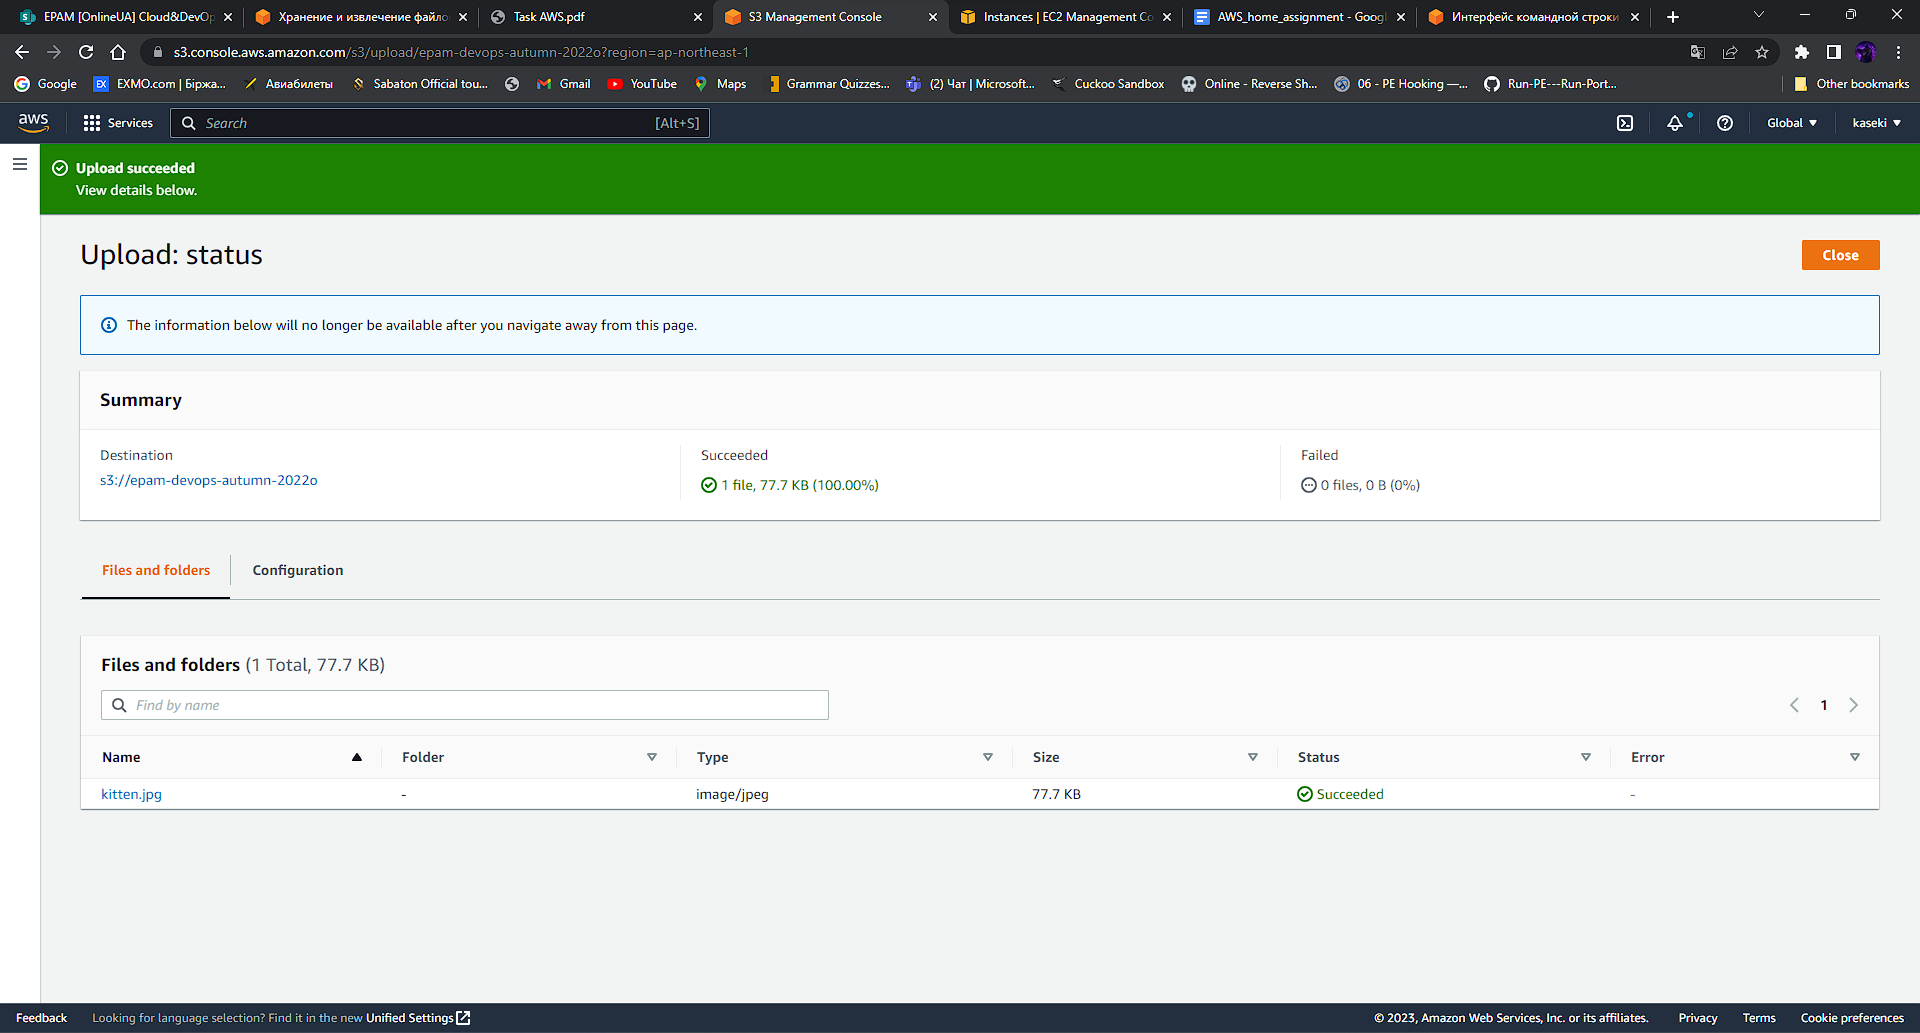 EPAM [OnlineUA] Cloud&DevOp
Хранение и извлечение файло
Task AWS.pdf
S3 Management Console
Instances | EC2 Management Co
AWS_home_assignment - Googl
Интерфейс командной строки
s3.console.aws.amazon.com/s3/upload/epam-devops-autumn-2022o?region=ap-northeast-1
Google
EXMO.com | Біржа...
Авиабилеты
Sabaton Official tou...
Gmail
YouTube
Maps
Grammar Quizzes...
(2) Чат | Microsoft...
Cuckoo Sandbox
Online - Reverse Sh...
06 - PE Hooking —...
Run-PE---Run-Port...
Other bookmarks
aws
Services
Search
[Alt+S]
Global
kaseki
Upload succeeded
View details below.
Upload: status
Close
The information below will no longer be available after you navigate away from this page.
Summary
Destination
s3://epam-devops-autumn-2022o
Succeeded
1 file, 77.7 KB (100.00%)
Failed
0 files, 0 B (0%)
Files and folders
Configuration
Files and folders (1 Total, 77.7 KB)
Find by name
1
Name
Folder
Type
Size
Status
Error
kitten.jpg
-
image/jpeg
77.7 KB
Succeeded
-
Feedback
Looking for language selection? Find it in the new Unified Settings
© 2023, Amazon Web Services, Inc. or its affiliates.
Privacy
Terms
Cookie preferences